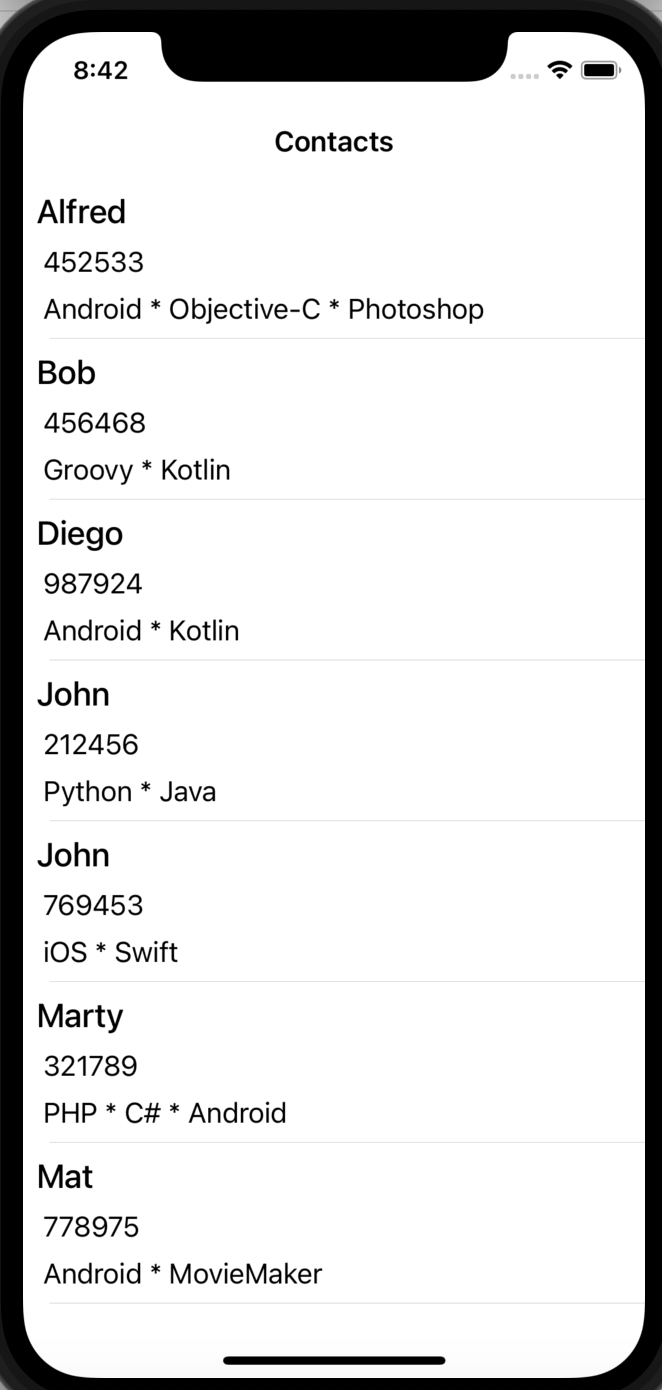 8:42
Contacts
Alfred
452533
Android * Objective-C * Photoshop
Bob
456468
Groovy * Kotlin
Diego
987924
Android * Kotlin
John
212456
Python * Java
John
769453
iOS * Swift
Marty
321789
PHP * C# * Android
Mat
778975
Android * MovieMaker